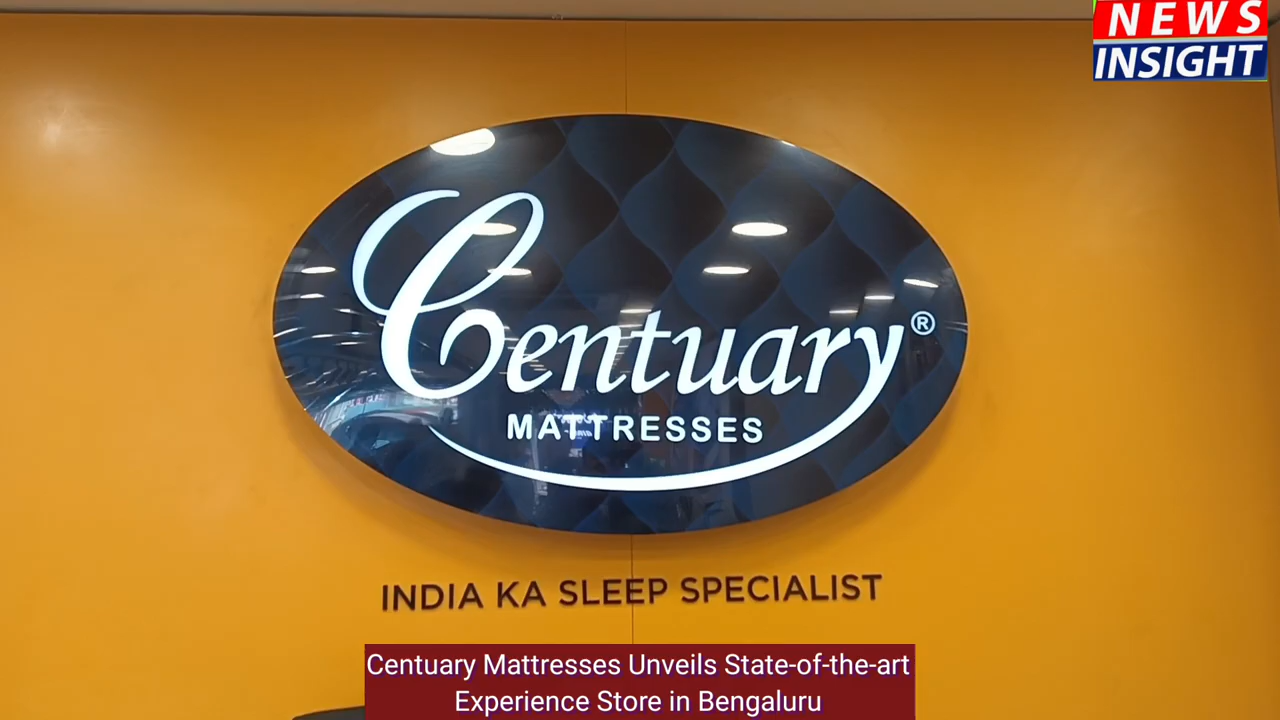 NEWS
INSIGHT
Centuary®
MATTRESSES
INDIA KA SLEEP SPECIALIST
Centuary Mattresses Unveils State-of-the-art
Experience Store in Bengaluru